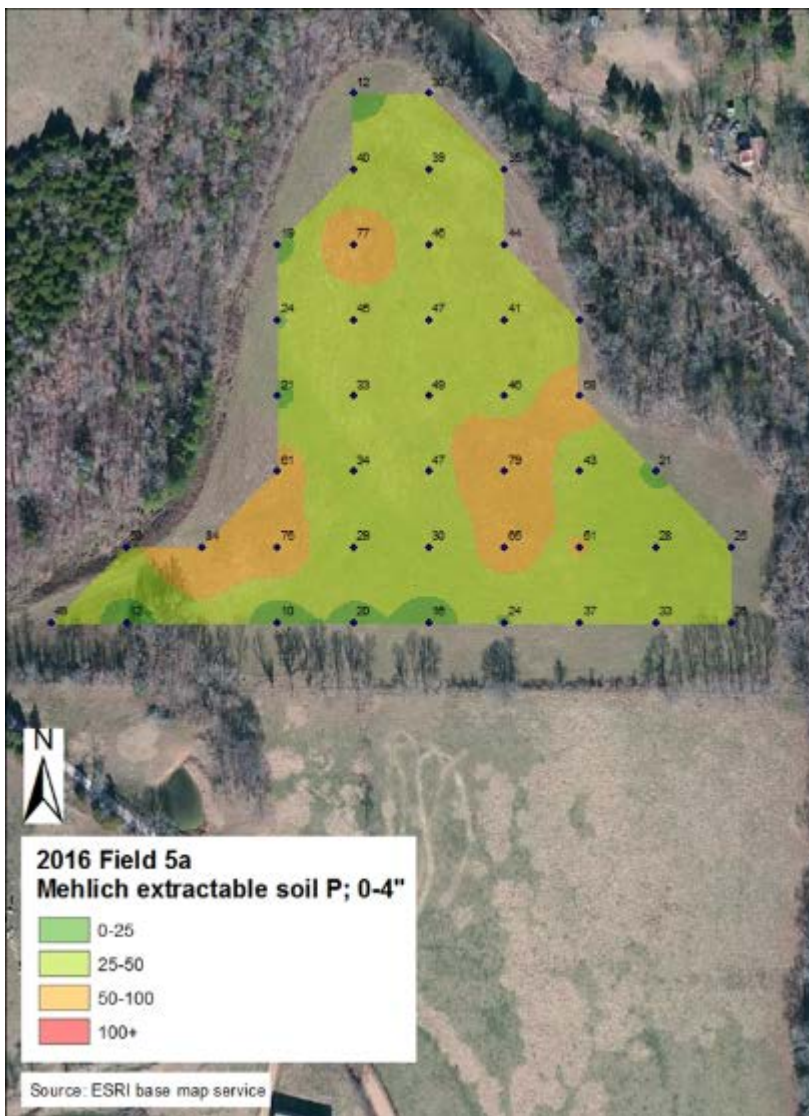 12 30
40 39 35
19 77 46 44
24 46 47 41
21 33 49 46 58
61 34 47 79 43 21
84 76 29 30 65 51 28 25
12 10 20 16 24 37 33
N
2016 Field 5a
Mehlich extractable soil P; 0-4"
0-25
25-50
50-100
100+
Source: ESRI base map service